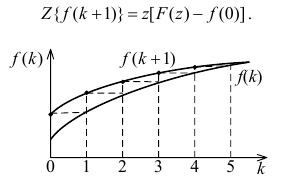 Z{f(k+1)}=z[F(z)−f(0)].
f(k)
f(k+1)
f(k)
0 1 2 3 4 5 k